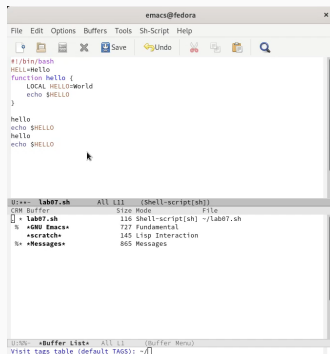 emacs@fedora
File Edit Options Buffers Tools Sh-Script Help
Save Undo
#!/bin/bash
HELL=Hello
function hello {
LOCAL HELLO=World
echo $HELLO
}
hello
echo $HELLO
hello
echo $HELLO
U:**- lab07.sh All L11 (Shell-script[sh])
CRM Buffer Size Mode File
. * lab07.sh 116 Shell-script[sh] ~/lab07.sh
% *GNU Emacs* 727 Fundamental
*scratch* 145 Lisp Interaction
%* *Messages* 865 Messages
U:%%- *Buffer List* All L1 (Buffer Menu)
Visit tags table (default TAGS): ~/